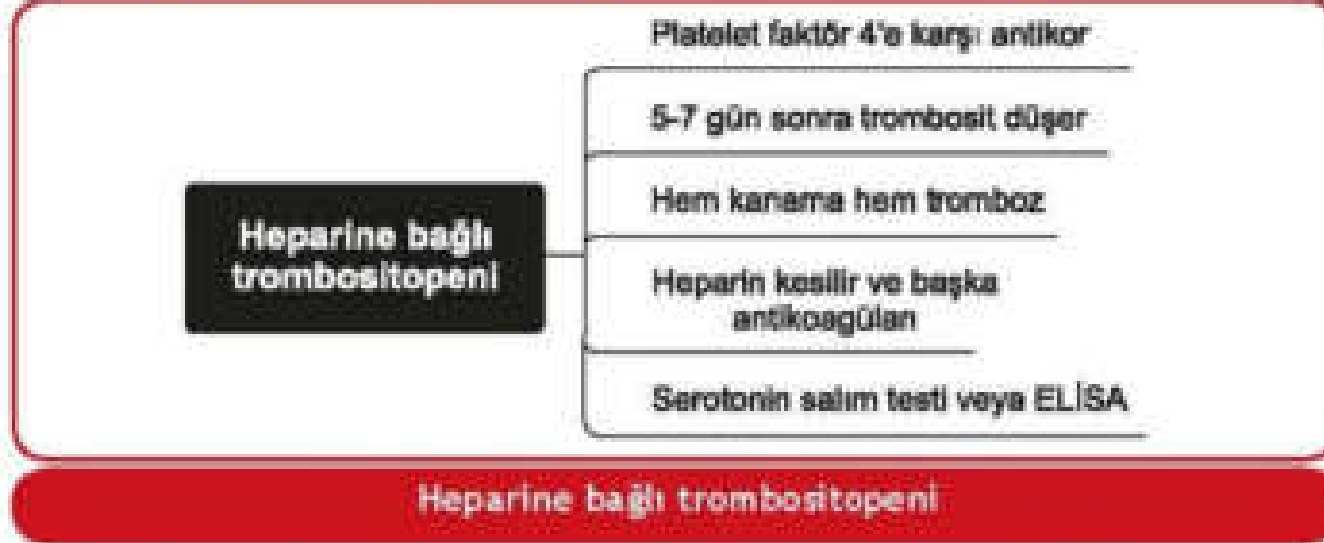 Platelet faktör 4'e karşı antikor
5-7 gün sonra trombosit düşer
Hem kanama hem tromboz
Heparine bağlı
trombositopeni
Heparin kesilir ve başka
antikoagülan
Serotonin salım testi veya ELİSA
Heparine bağlı trombositopeni